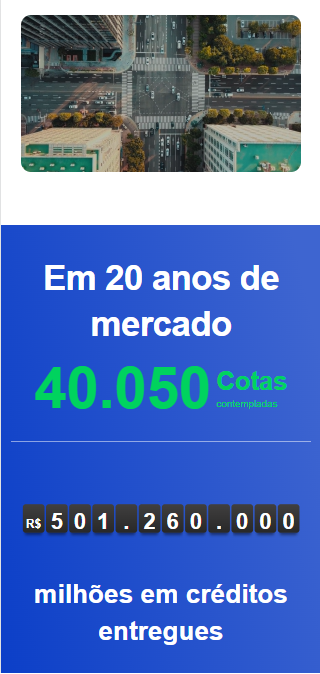 Em 20 anos de
mercado
40.050 Cotas
contempladas
R$ 501.260.000
milhões em créditos
entregues